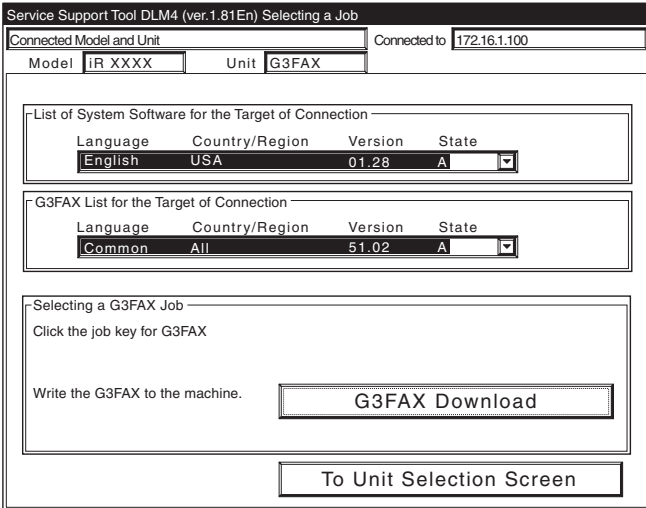 Service Support Tool DLM4 (ver.1.81En) Selecting a Job
Connected Model and Unit Connected to 172.16.1.100
Model iR XXXX Unit G3FAX
List of System Software for the Target of Connection
Language Country/Region Version State
English USA 01.28 A
G3FAX List for the Target of Connection
Language Country/Region Version State
Common All 51.02 A
Selecting a G3FAX Job
Click the job key for G3FAX
Write the G3FAX to the machine. G3FAX Download
To Unit Selection Screen